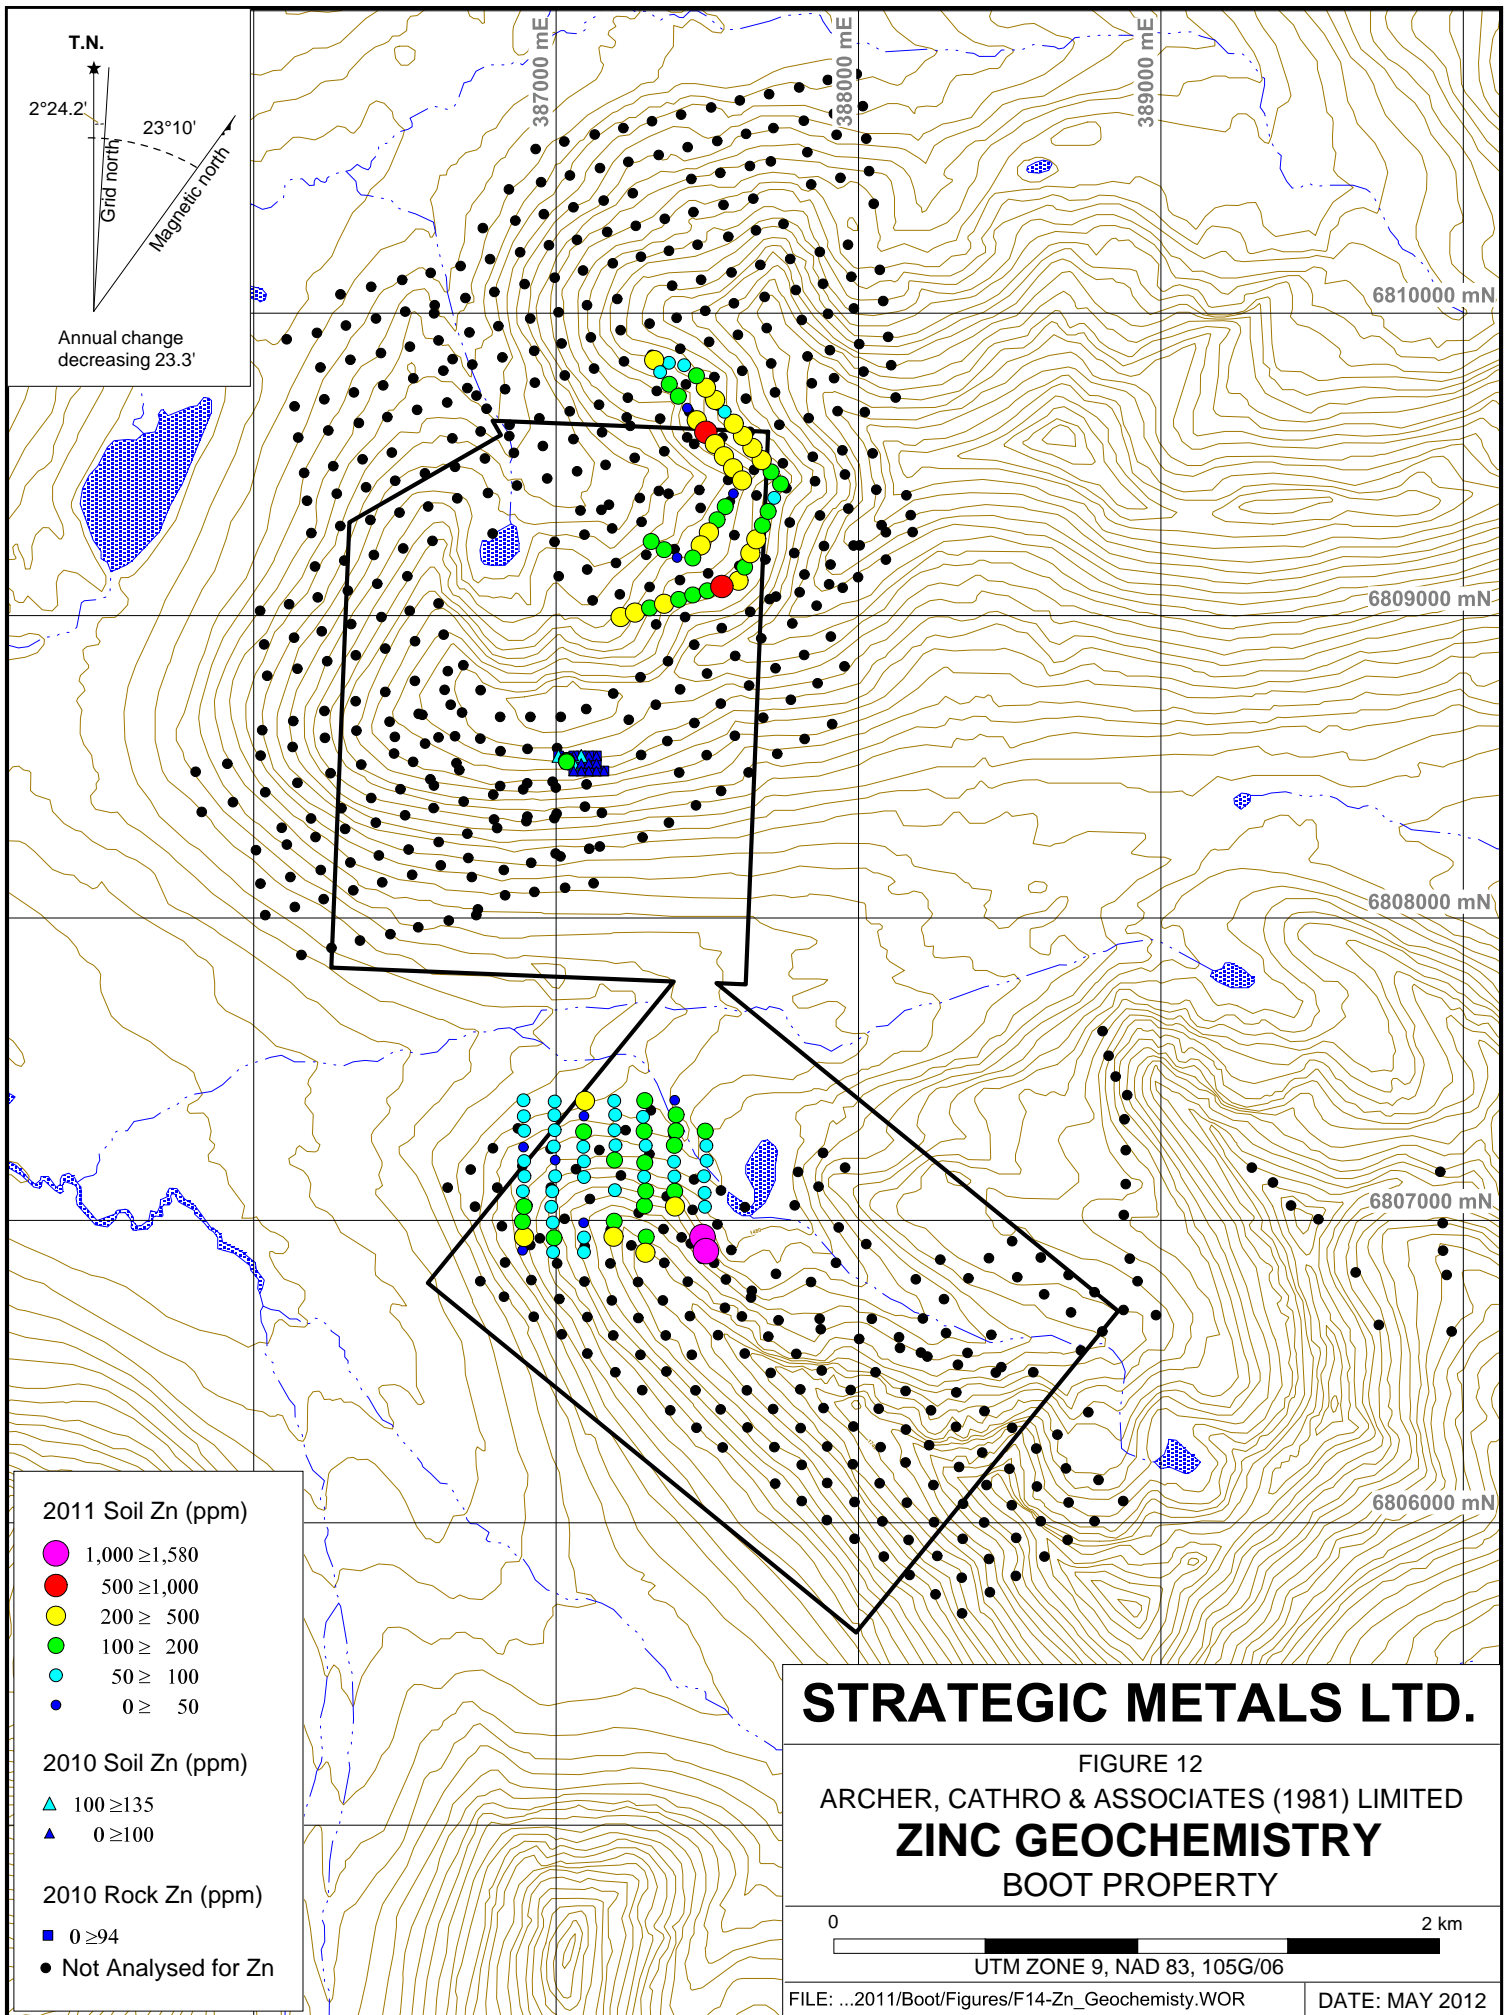 T.N.
2°24.2'
23°10'
Grid north
Magnetic north
Annual change
decreasing 23.3'
387000 mE
388000 mE
389000 mE
6810000 mN
6809000 mN
6808000 mN
6807000 mN
6806000 mN
2011 Soil Zn (ppm)
1,000 ≥1,580
500 ≥1,000
200 ≥ 500
100 ≥ 200
50 ≥ 100
0 ≥ 50
2010 Soil Zn (ppm)
100 ≥135
0 ≥100
2010 Rock Zn (ppm)
0 ≥94
Not Analysed for Zn
STRATEGIC METALS LTD.
FIGURE 12
ARCHER, CATHRO & ASSOCIATES (1981) LIMITED
ZINC GEOCHEMISTRY
BOOT PROPERTY
0 2 km
UTM ZONE 9, NAD 83, 105G/06
FILE: ...2011/Boot/Figures/F14-Zn_Geochemisty.WOR
DATE: MAY 2012